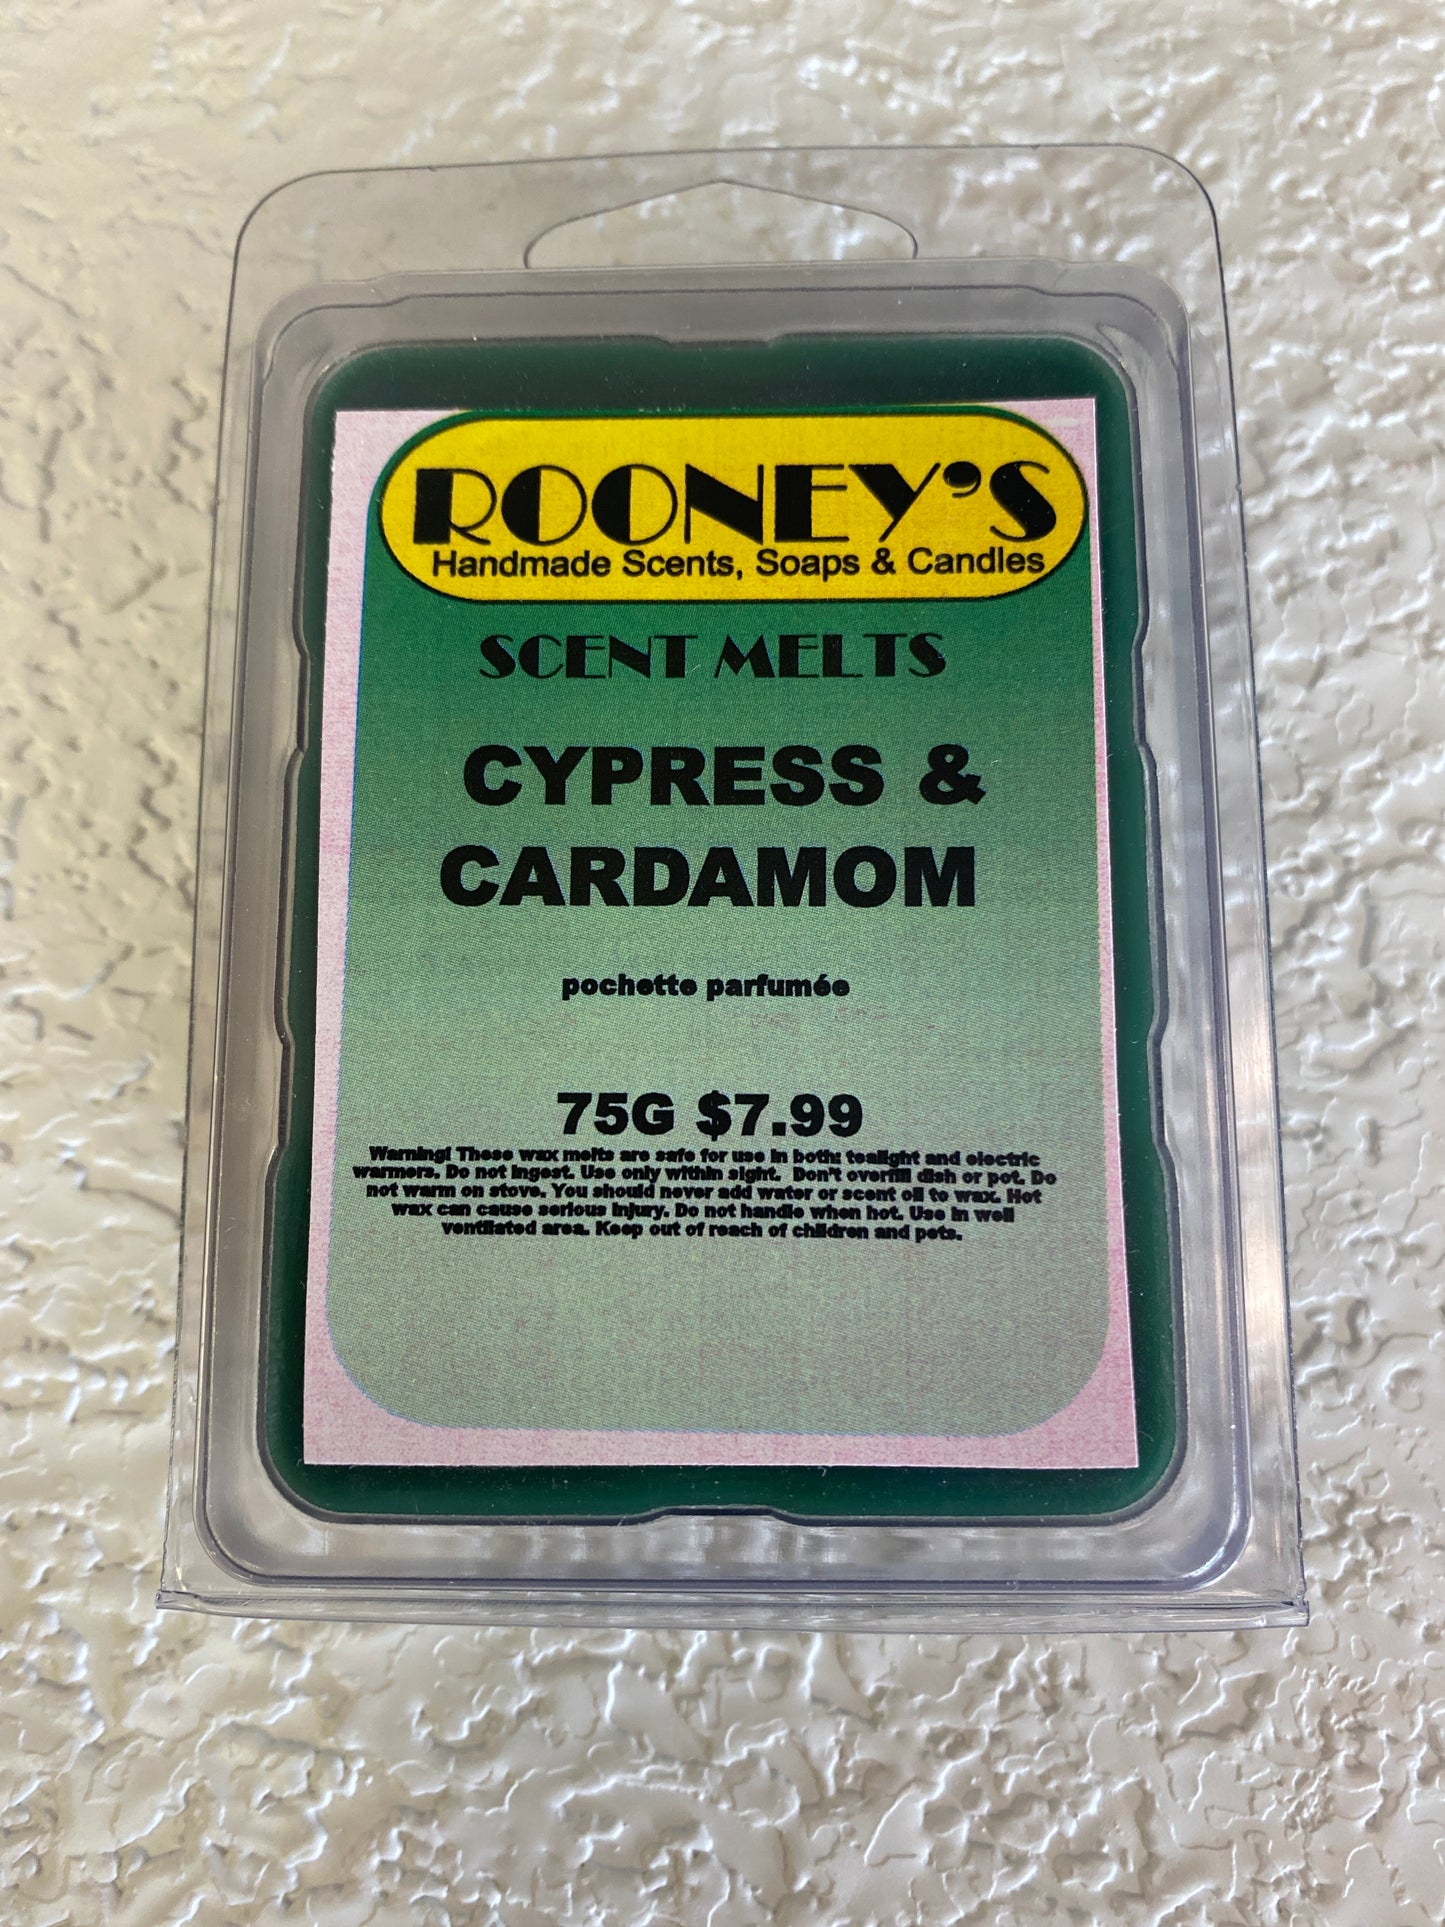 ROONEY'S
Handmade Scents, Soaps & Candles
SCENT MELTS
CYPRESS &
CARDAMOM
pochette parfumée
75G $7.99
Warning! These wax melts are safe for use in both: tealight and electric
warmers. Do not ingest. Use only within sight. Don't overfill dish or pot. Do
not warm on stove. You should never add water or scent oil to wax. Hot
wax can cause serious injury. Do not handle when hot. Use in well
ventilated area. Keep out of reach of children and pets.